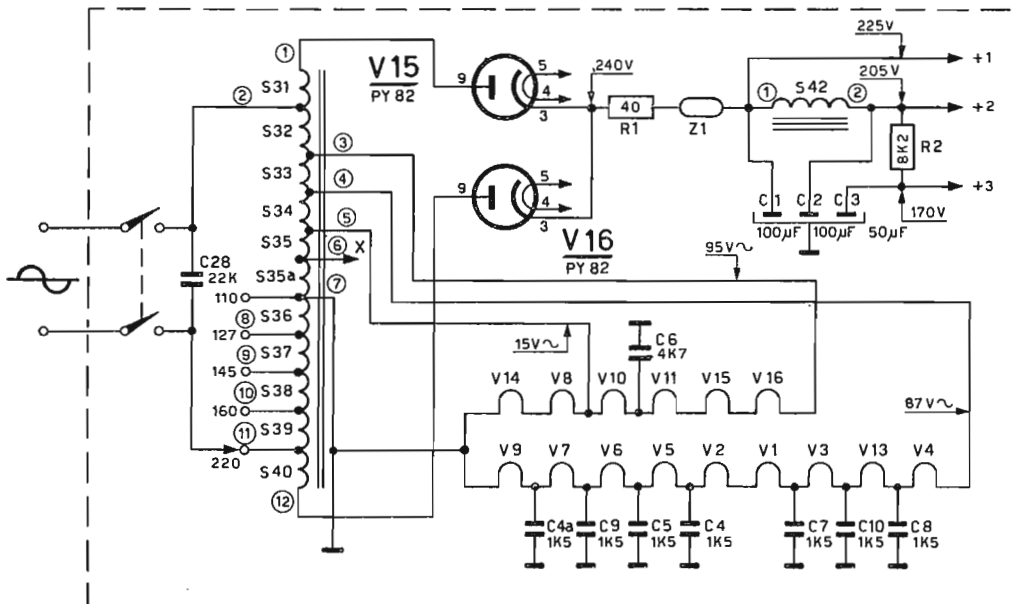 225V
+1
① V15
PY 82
9 5 4 3
240V
205V
S31
②
40
R1
Z1
① S42 ②
+2
S32
③
8K2
R2
S33
④
9 5 4 3
C1 C2 C3
+3
S34
⑤
V16
PY 82
100µF 100µF 50µF
170V
S35
⑥ X
95V~
C28
22K
S35a
⑦
110
S36
⑧
127
15V~
C6
4K7
S37
⑨
145
V14 V8 V10 V11 V15 V16
S38
⑩
160
87V~
S39
⑪
220
V9 V7 V6 V5 V2 V1 V3 V13 V4
S40
⑫
C4a
1K5
C9
1K5
C5
1K5
C4
1K5
C7
1K5
C10
1K5
C8
1K5